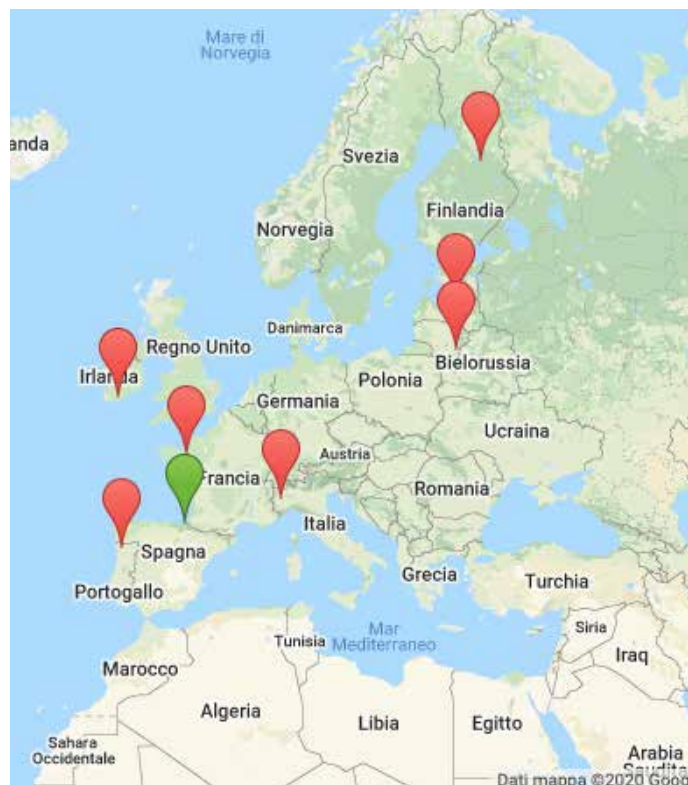 Mare di
Norvegia
anda
Svezia
Finlandia
Norvegia
Danimarca
Regno Unito
Irlanda
Bielorussia
Polonia
Germania
Ucraina
Austria
Francia
Romania
Italia
Spagna
Grecia
Turchia
Portogallo
Mar
Mediterraneo
Siria
Tunisia
Iraq
Marocco
Algeria
Libia
Egitto
Sahara
Occidentale
Arabia
Saudita
Dati mappa ©2020 Goog